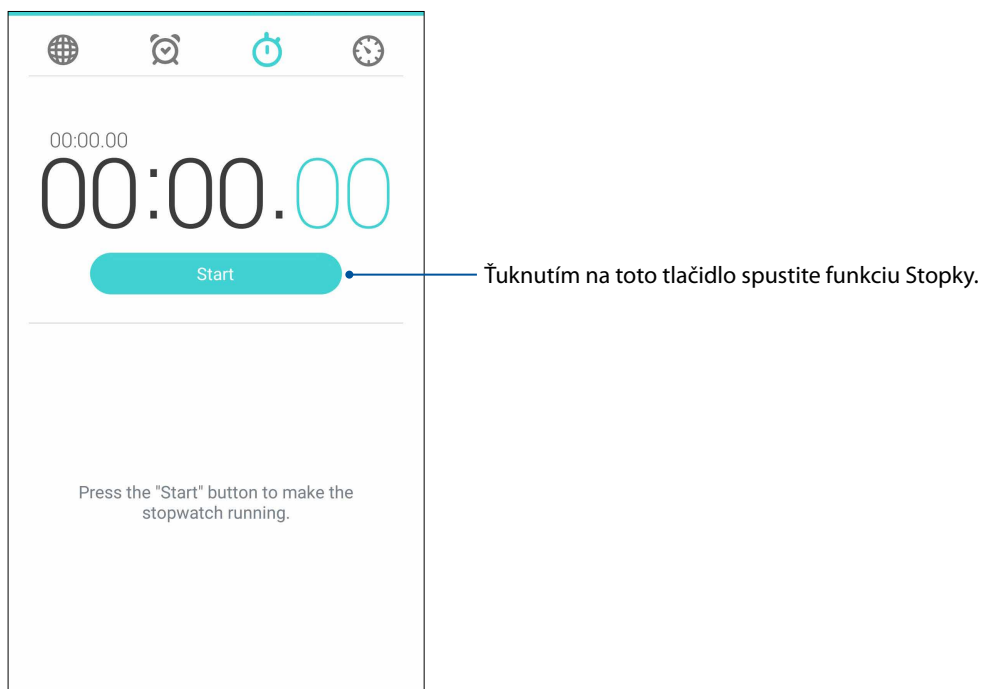 00:00.00
00:00.00
Start
Ťuknutím na toto tlačidlo spustite funkciu Stopky.
Press the "Start" button to make the
stopwatch running.